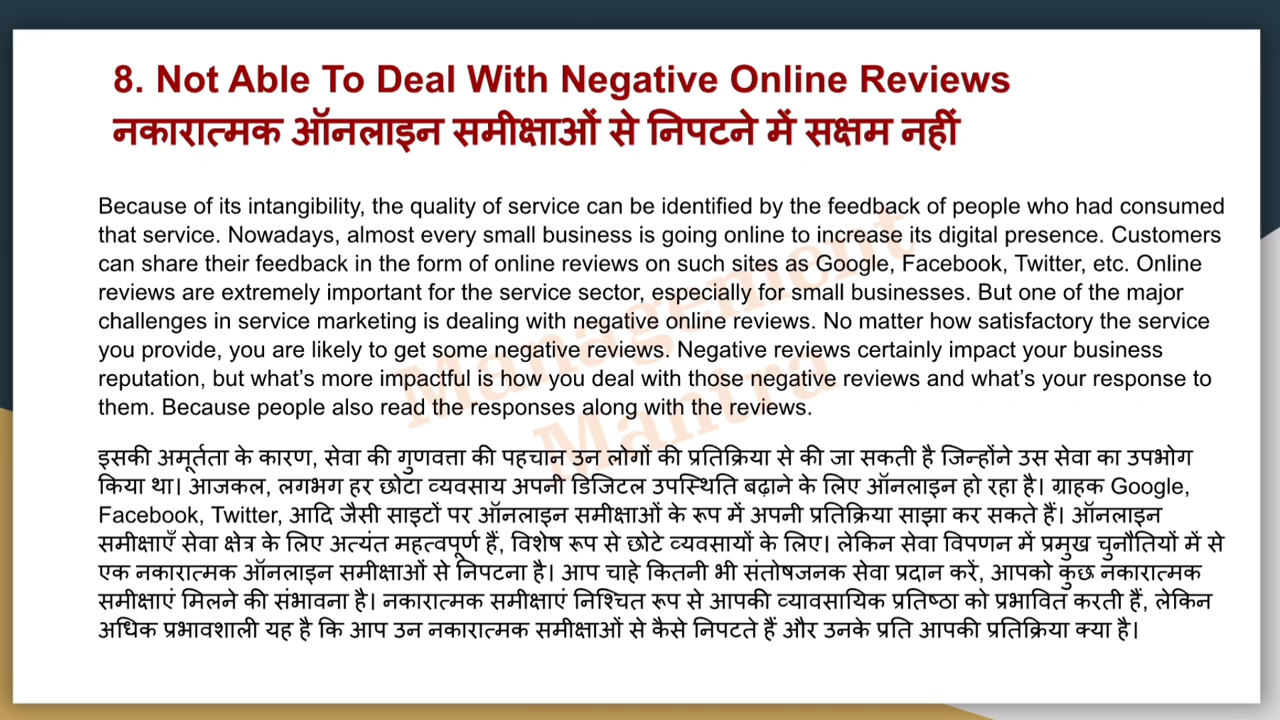 8. Not Able To Deal With Negative Online Reviews
नकारात्मक ऑनलाइन समीक्षाओं से निपटने में सक्षम नहीं
Because of its intangibility, the quality of service can be identified by the feedback of people who had consumed
that service. Nowadays, almost every small business is going online to increase its digital presence. Customers
can share their feedback in the form of online reviews on such sites as Google, Facebook, Twitter, etc. Online
reviews are extremely important for the service sector, especially for small businesses. But one of the major
challenges in service marketing is dealing with negative online reviews. No matter how satisfactory the service
you provide, you are likely to get some negative reviews. Negative reviews certainly impact your business
reputation, but what’s more impactful is how you deal with those negative reviews and what’s your response to
them. Because people also read the responses along with the reviews.
इसकी अमूर्तता के कारण, सेवा की गुणवत्ता की पहचान उन लोगों की प्रतिक्रिया से की जा सकती है जिन्होंने उस सेवा का उपभोग
किया था। आजकल, लगभग हर छोटा व्यवसाय अपनी डिजिटल उपस्थिति बढ़ाने के लिए ऑनलाइन हो रहा है। ग्राहक Google,
Facebook, Twitter, आदि जैसी साइटों पर ऑनलाइन समीक्षाओं के रूप में अपनी प्रतिक्रिया साझा कर सकते हैं। ऑनलाइन
समीक्षाएँ सेवा क्षेत्र के लिए अत्यंत महत्वपूर्ण हैं, विशेष रूप से छोटे व्यवसायों के लिए। लेकिन सेवा विपणन में प्रमुख चुनौतियों में से
एक नकारात्मक ऑनलाइन समीक्षाओं से निपटना है। आप चाहे कितनी भी संतोषजनक सेवा प्रदान करें, आपको कुछ नकारात्मक
समीक्षाएं मिलने की संभावना है। नकारात्मक समीक्षाएं निश्चित रूप से आपकी व्यावसायिक प्रतिष्ठा को प्रभावित करती हैं, लेकिन
अधिक प्रभावशाली यह है कि आप उन नकारात्मक समीक्षाओं से कैसे निपटते हैं और उनके प्रति आपकी प्रतिक्रिया क्या है।
Management
Mantra